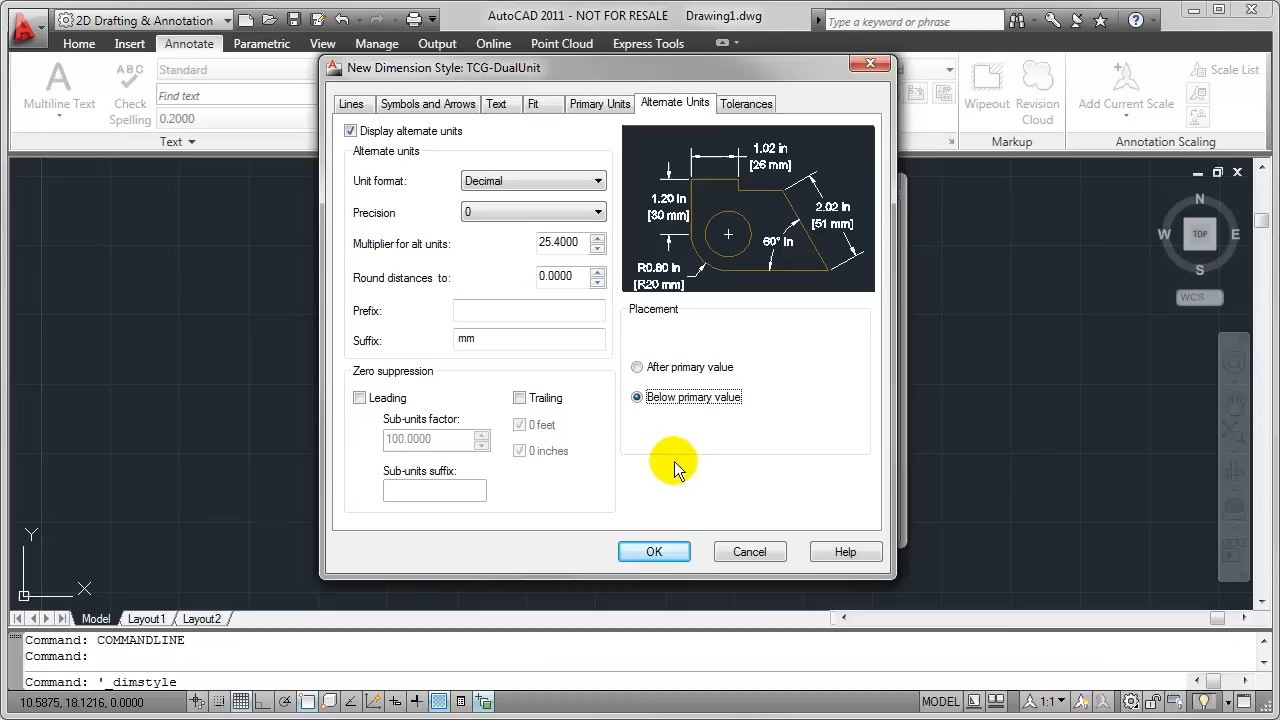 2D Drafting & Annotation
AutoCAD 2011 - NOT FOR RESALE Drawing1.dwg
Type a keyword or phrase
Home Insert Annotate Parametric View Manage Output Online Point Cloud Express Tools
Multiline Text
ABC
Check Spelling
Standard
Find text
0.2000
Text
Wipeout
Revision Cloud
Add Current Scale
Scale List
Markup
Annotation Scaling
New Dimension Style: TCG-DualUnit
Lines Symbols and Arrows Text Fit Primary Units Alternate Units Tolerances
Display alternate units
Alternate units
Unit format: Decimal
Precision 0
Multiplier for alt units: 25.4000
Round distances to: 0.0000
Prefix:
Suffix: mm
Zero suppression
Leading
Trailing
Sub-units factor:
0 feet
100.0000
0 inches
Sub-units suffix:
1.02 in
[26 mm]
1.20 in
[30 mm]
2.02 in
[51 mm]
60° in
R0.80 in
[R20 mm]
Placement
After primary value
Below primary value
OK Cancel Help
N
W TOP E
S
WCS
Y
X
Model Layout1 Layout2
Command: COMMANDLINE
Command:
Command: '_dimstyle
10.5875, 18.1216, 0.0000
MODEL
1:1